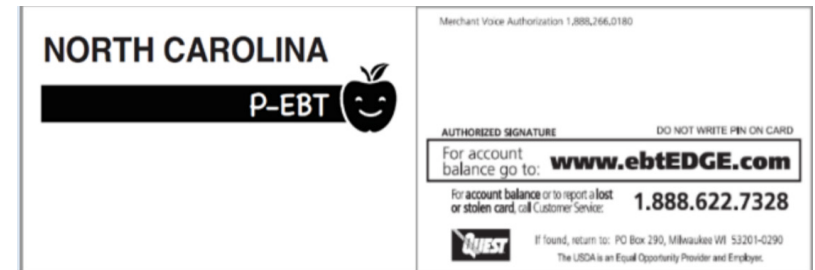 NORTH CAROLINA
P-EBT
Merchant Voice Authorization 1.888.266.0180
AUTHORIZED SIGNATURE
DO NOT WRITE PIN ON CARD
For account
balance go to: www.ebtEDGE.com
For account balance or to report a lost
or stolen card, call Customer Service:
1.888.622.7328
QUEST
If found, return to: PO Box 290, Milwaukee WI 53201-0290
The USDA is an Equal Opportunity Provider and Employer.